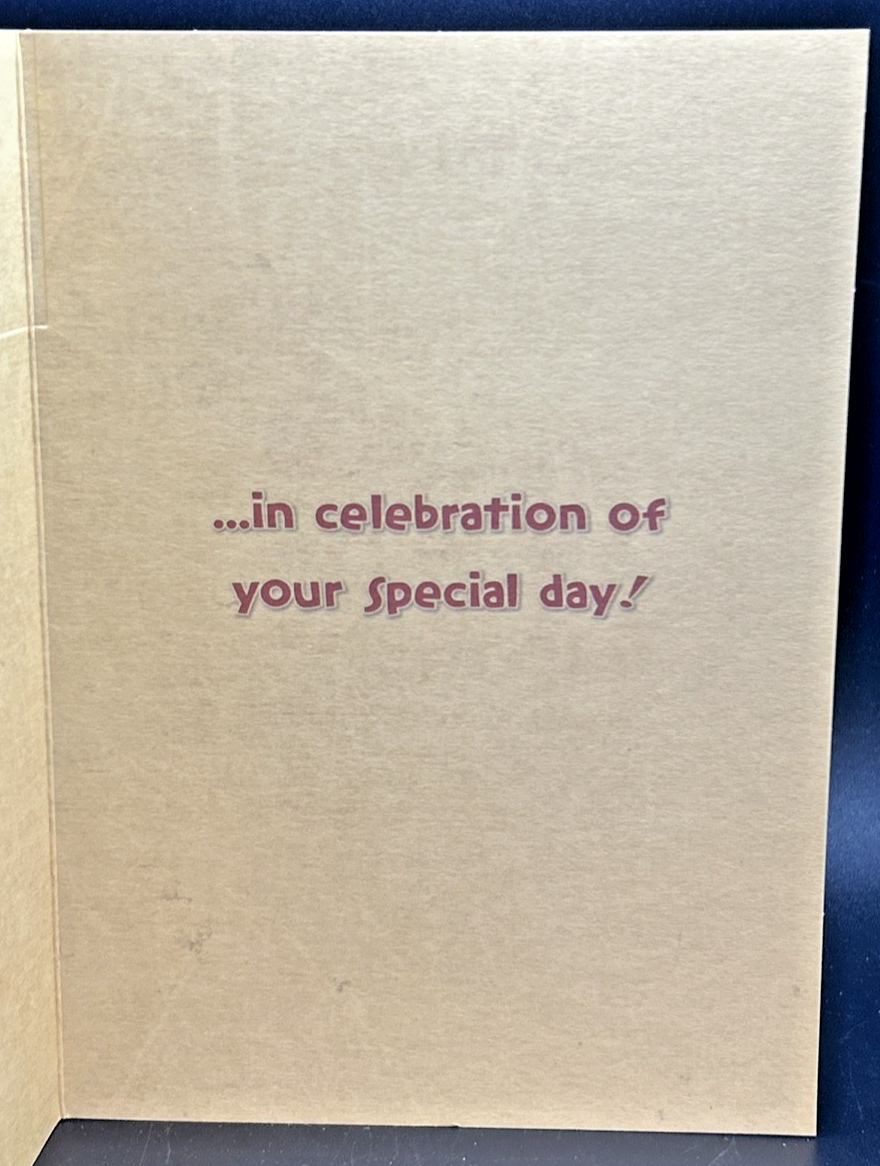 ...in celebration of
your special day!